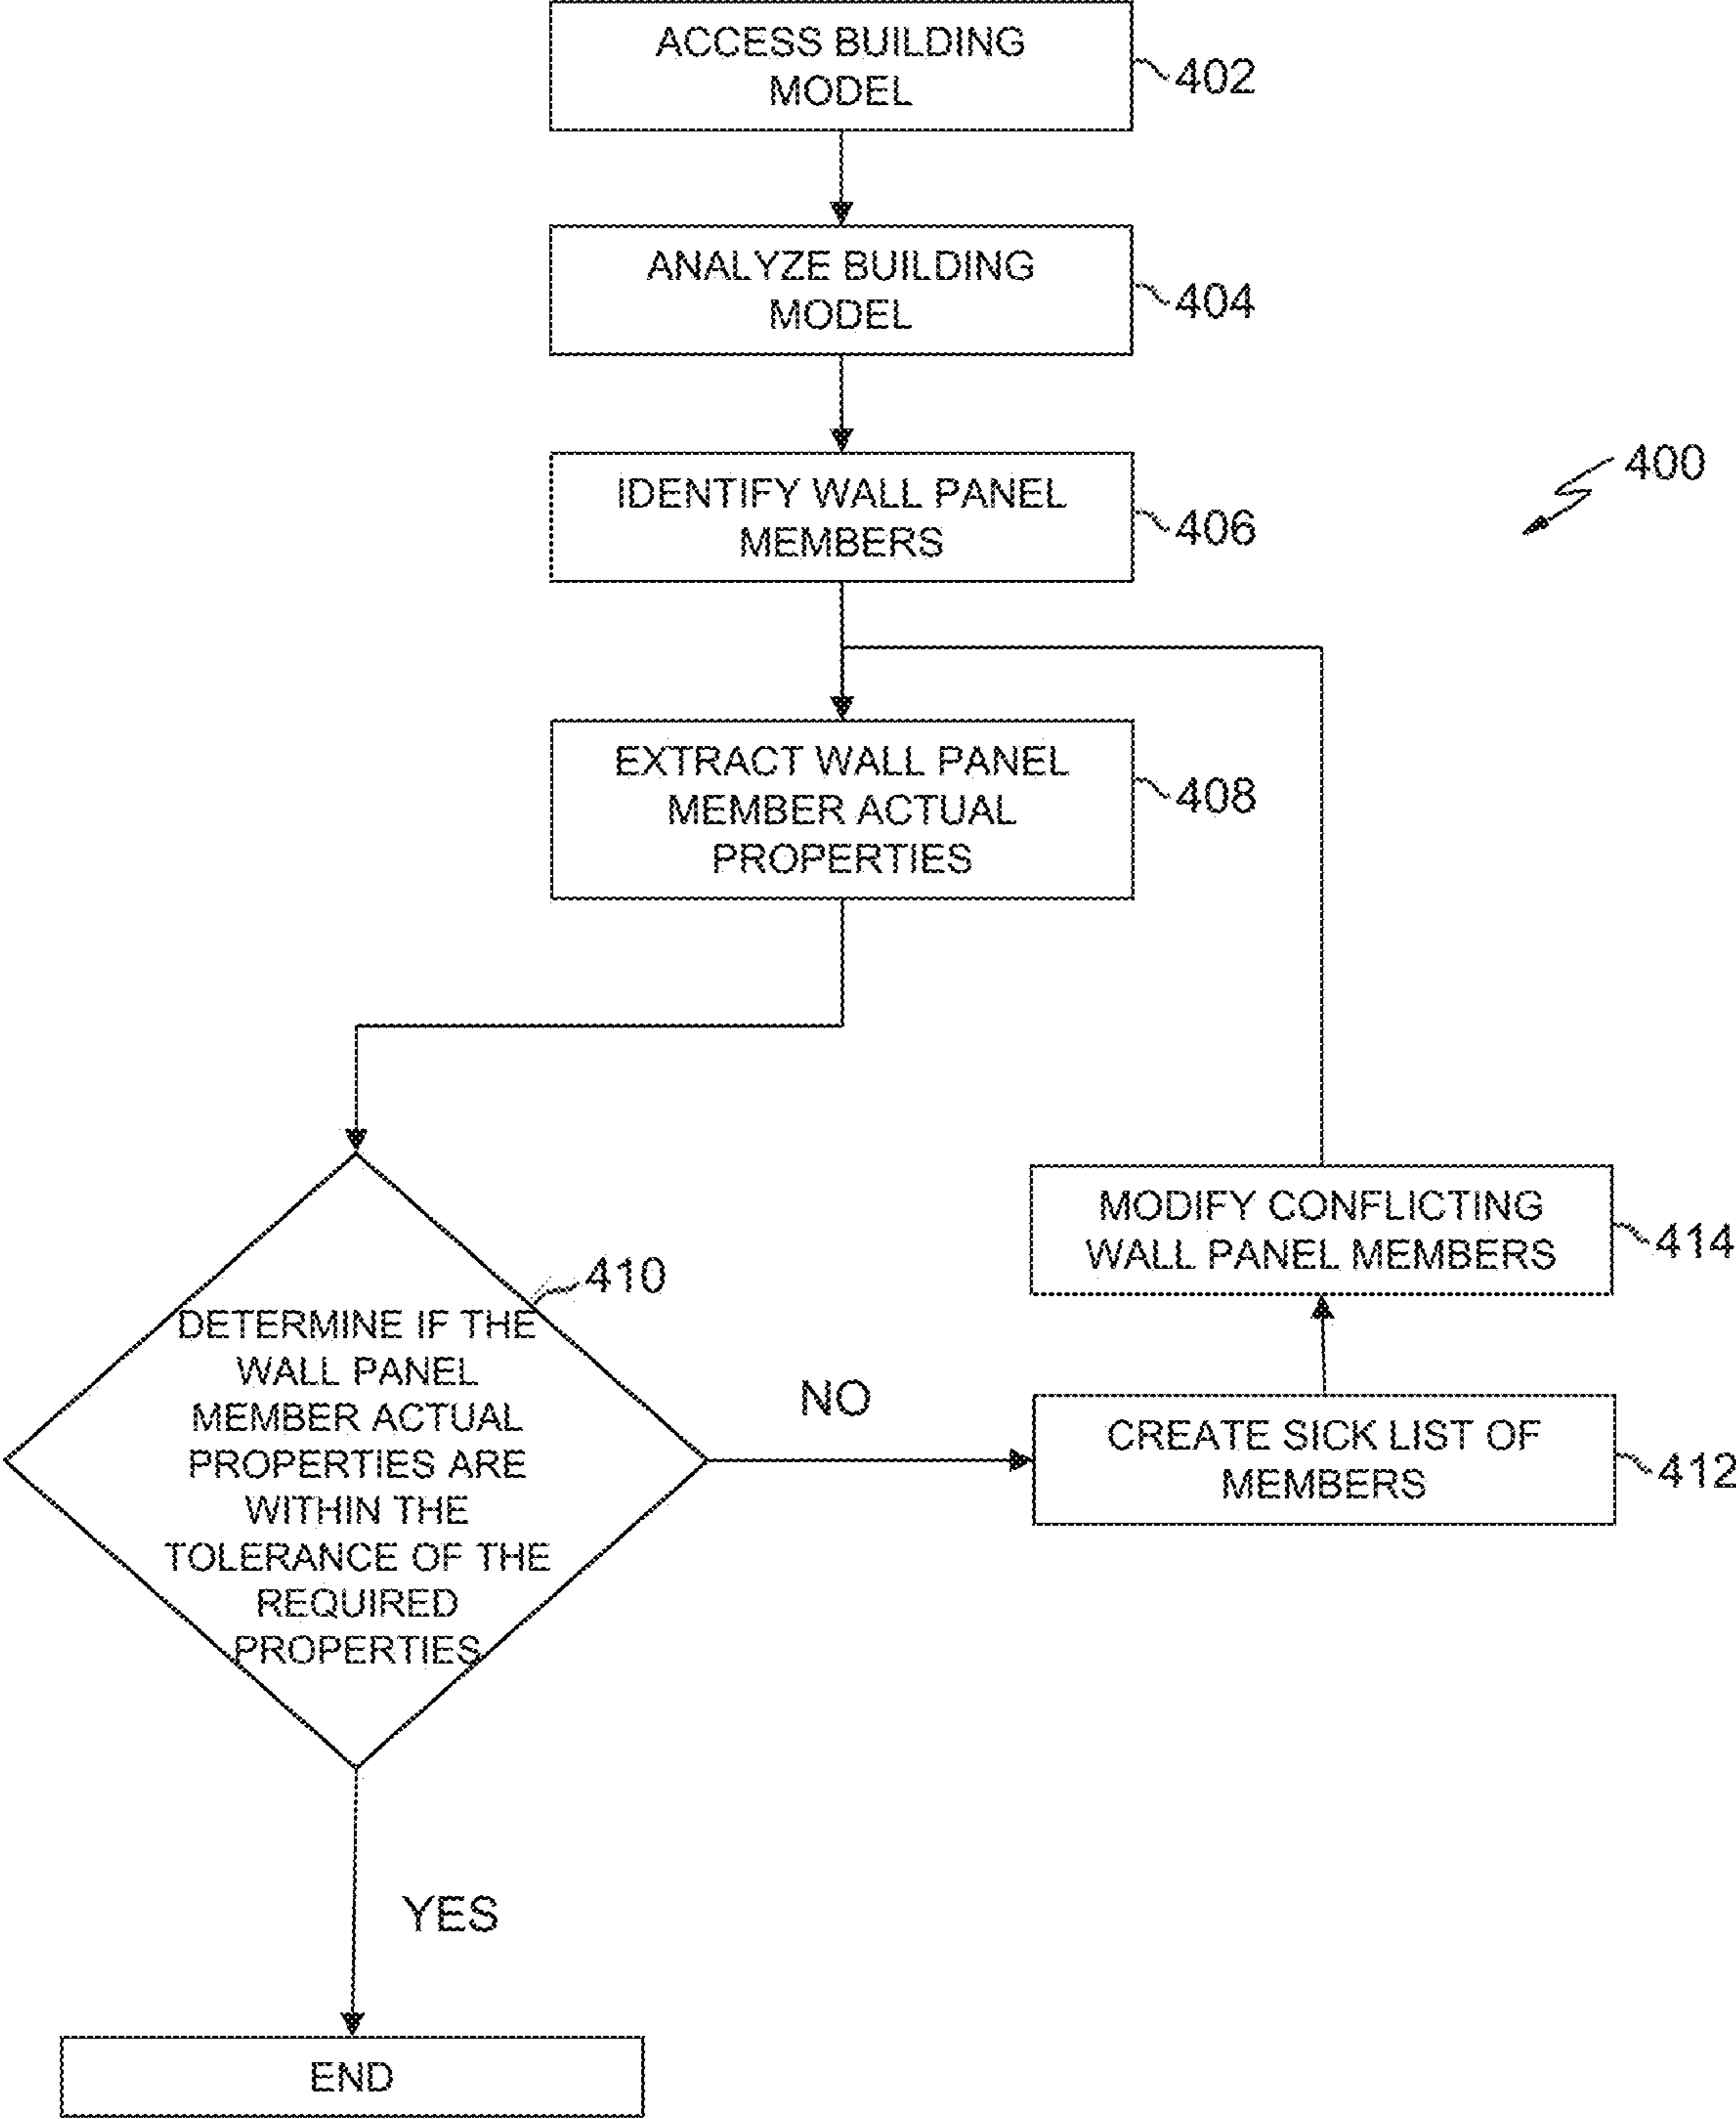 ACCESS BUILDING
MODEL
402
ANALYZE BUILDING
MODEL
404
400
IDENTIFY WALL PANEL
MEMBERS
406
EXTRACT WALL PANEL
MEMBER ACTUAL
PROPERTIES
408
410
DETERMINE IF THE
WALL PANEL
MEMBER ACTUAL
PROPERTIES ARE
WITHIN THE
TOLERANCE OF THE
REQUIRED
PROPERTIES
NO
MODIFY CONFLICTING
WALL PANEL MEMBERS
414
CREATE SICK LIST OF
MEMBERS
412
YES
END